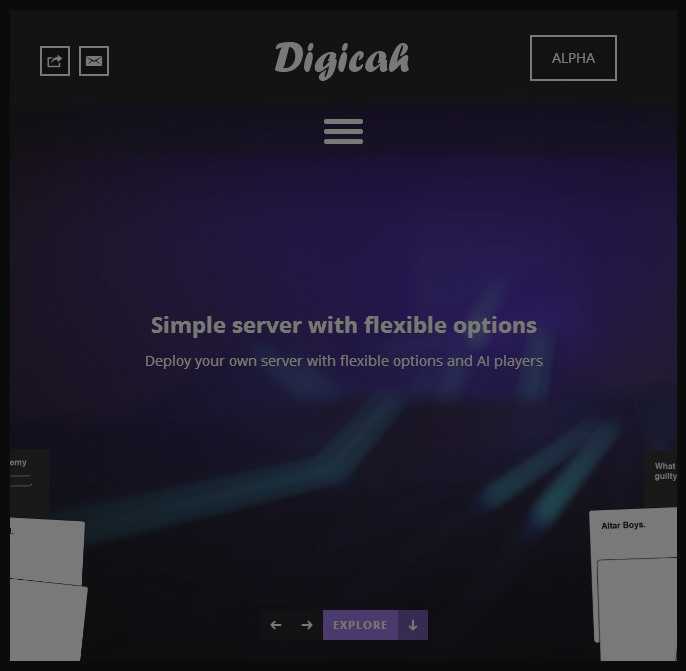 Digicah
ALPHA
Simple server with flexible options
Deploy your own server with flexible options and AI players
emy
What
guilty
Altar Boys.
EXPLORE